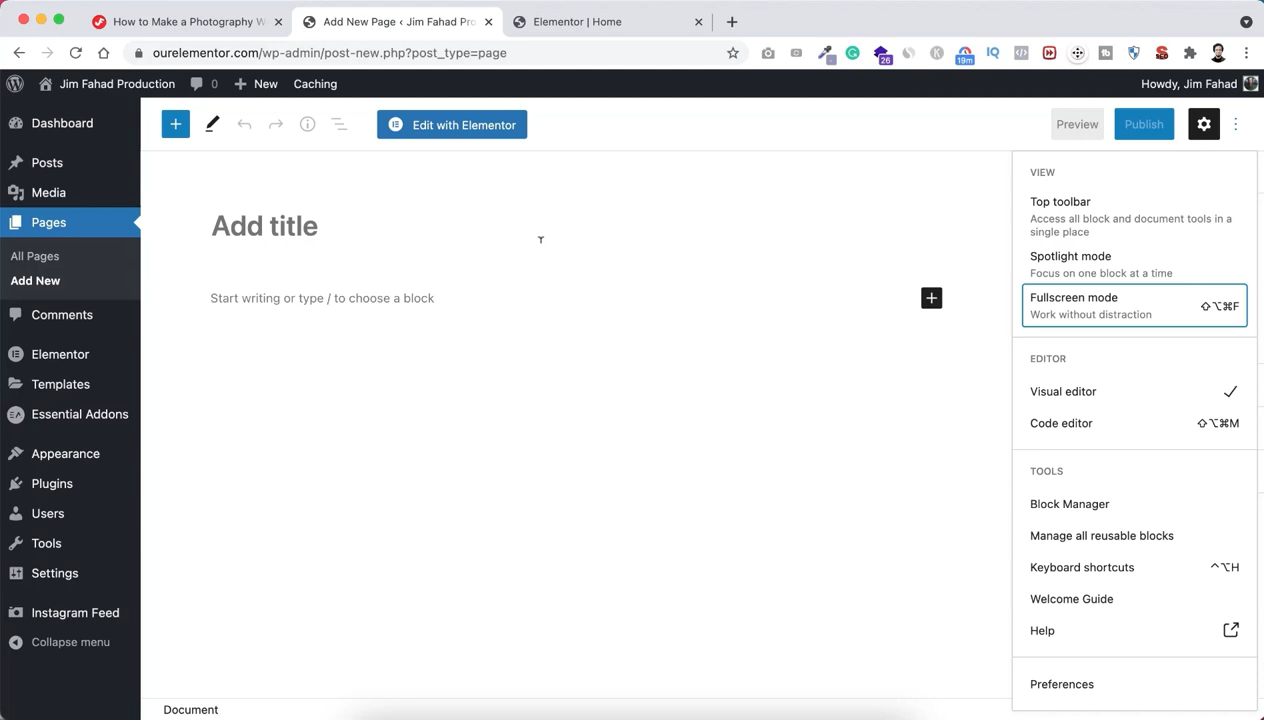 How to Make a Photography W
Add New Page ‹ Jim Fahad Pro
Elementor | Home
ourelementor.com/wp-admin/post-new.php?post_type=page
26
19m
IQ
Jim Fahad Production
0
New
Caching
Howdy, Jim Fahad
Dashboard
Posts
Media
Pages
All Pages
Add New
Comments
Elementor
Templates
Essential Addons
Appearance
Plugins
Users
Tools
Settings
Instagram Feed
Collapse menu
Edit with Elementor
Preview
Publish
Add title
Start writing or type / to choose a block
Document
VIEW
Top toolbar
Access all block and document tools in a
single place
Spotlight mode
Focus on one block at a time
Fullscreen mode
⇧⌥⌘F
Work without distraction
EDITOR
Visual editor
Code editor
⇧⌥⌘M
TOOLS
Block Manager
Manage all reusable blocks
Keyboard shortcuts
^⌥H
Welcome Guide
Help
Preferences